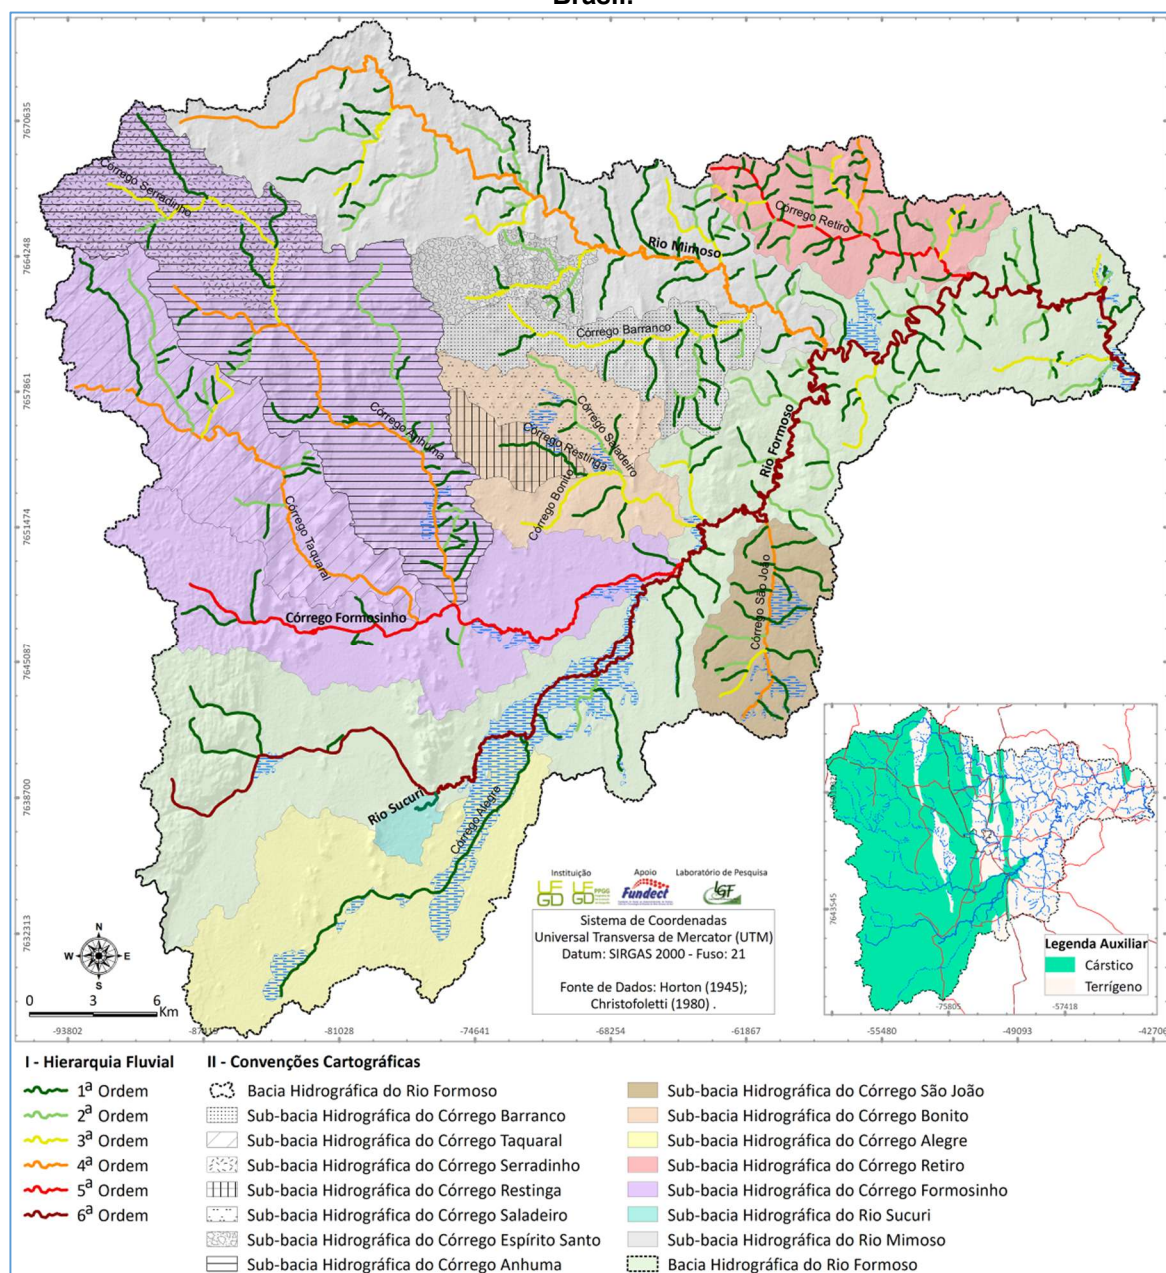 Brasil.
7670635
7664248
7657861
7651474
7645087
7638700
7632313
Córrego Serradinho
Córrego Retiro
Rio Mimoso
Córrego Barranco
Córrego Saladeiro
Córrego Restinga
Córrego Bonito
Córrego Anhuma
Rio Formoso
Córrego Taquaral
Córrego São João
Córrego Formosinho
Rio Sucuri
Córrego Alegre
Instituição
Apoio
Laboratório de Pesquisa
UF
GD
UF
GD
PPGG
Fundect
LGF
Sistema de Coordenadas
Universal Transversa de Mercator (UTM)
Datum: SIRGAS 2000 - Fuso: 21
Fonte de Dados: Horton (1945);
Christofoletti (1980) .
7643545
Legenda Auxiliar
Cárstico
Terrígeno
-75805
-57418
N
W
E
S
0 3 6
Km
-93802 -87419 -81028 -74641 -68254 -61867 -55480 -49093 -42706
I - Hierarquia Fluvial
1ª Ordem
2ª Ordem
3ª Ordem
4ª Ordem
5ª Ordem
6ª Ordem
II - Convenções Cartográficas
Bacia Hidrográfica do Rio Formoso
Sub-bacia Hidrográfica do Córrego Barranco
Sub-bacia Hidrográfica do Córrego Taquaral
Sub-bacia Hidrográfica do Córrego Serradinho
Sub-bacia Hidrográfica do Córrego Restinga
Sub-bacia Hidrográfica do Córrego Saladeiro
Sub-bacia Hidrográfica do Córrego Espírito Santo
Sub-bacia Hidrográfica do Córrego Anhuma
Sub-bacia Hidrográfica do Córrego São João
Sub-bacia Hidrográfica do Córrego Bonito
Sub-bacia Hidrográfica do Córrego Alegre
Sub-bacia Hidrográfica do Córrego Retiro
Sub-bacia Hidrográfica do Córrego Formosinho
Sub-bacia Hidrográfica do Rio Sucuri
Sub-bacia Hidrográfica do Rio Mimoso
Bacia Hidrográfica do Rio Formoso